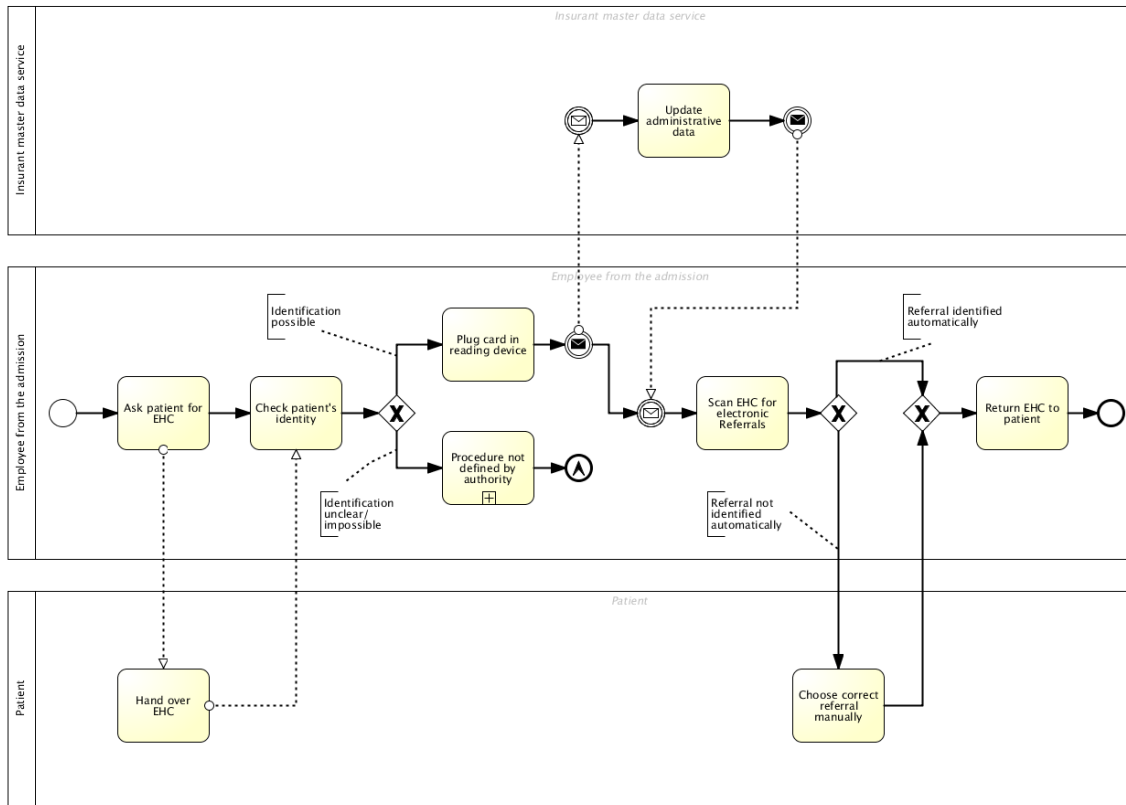 Insurant master data service
Insurant master data service
Update
administrative
data
Employee from the admission
Employee from the admission
Identification
possible
Plug card in
reading device
Referral identified
automatically
Ask patient for
EHC
Check patient's
identity
X
Scan EHC for
electronic
Referrals
X
X
Return EHC to
patient
Procedure not
defined by
authority
Identification
unclear/
impossible
Referral not
identified
automatically
Patient
Patient
Hand over
EHC
Choose correct
referral
manually